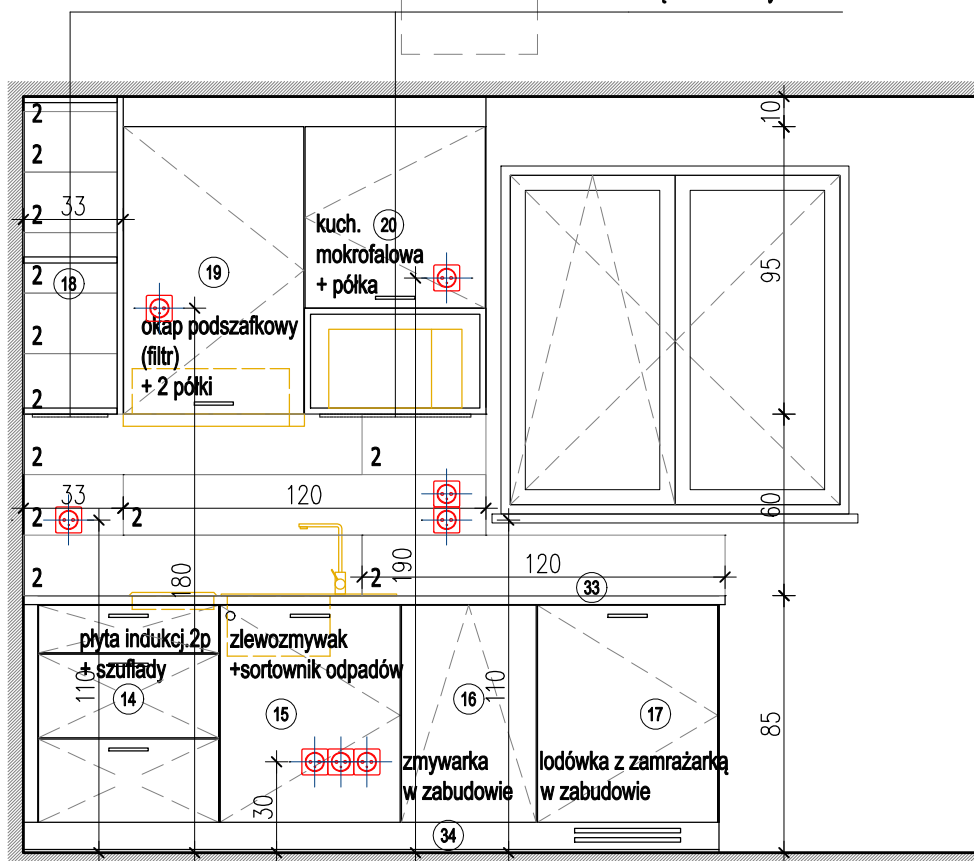 2
2
10
33
2
kuch.
20
mokrofalowa
+ półka
95
2
18
19
okap podszafkowy
(filtr)
+ 2 półki
2
2
2
2
33
120
60
2
2
190
120
180
2
2
33
płyta indukcj.2p
+ szuflady
zlewozmywak
+sortownik odpadów
110
110
14
15
16
17
85
zmywarka
w zabudowie
lodówka z zamrażarką
w zabudowie
30
34